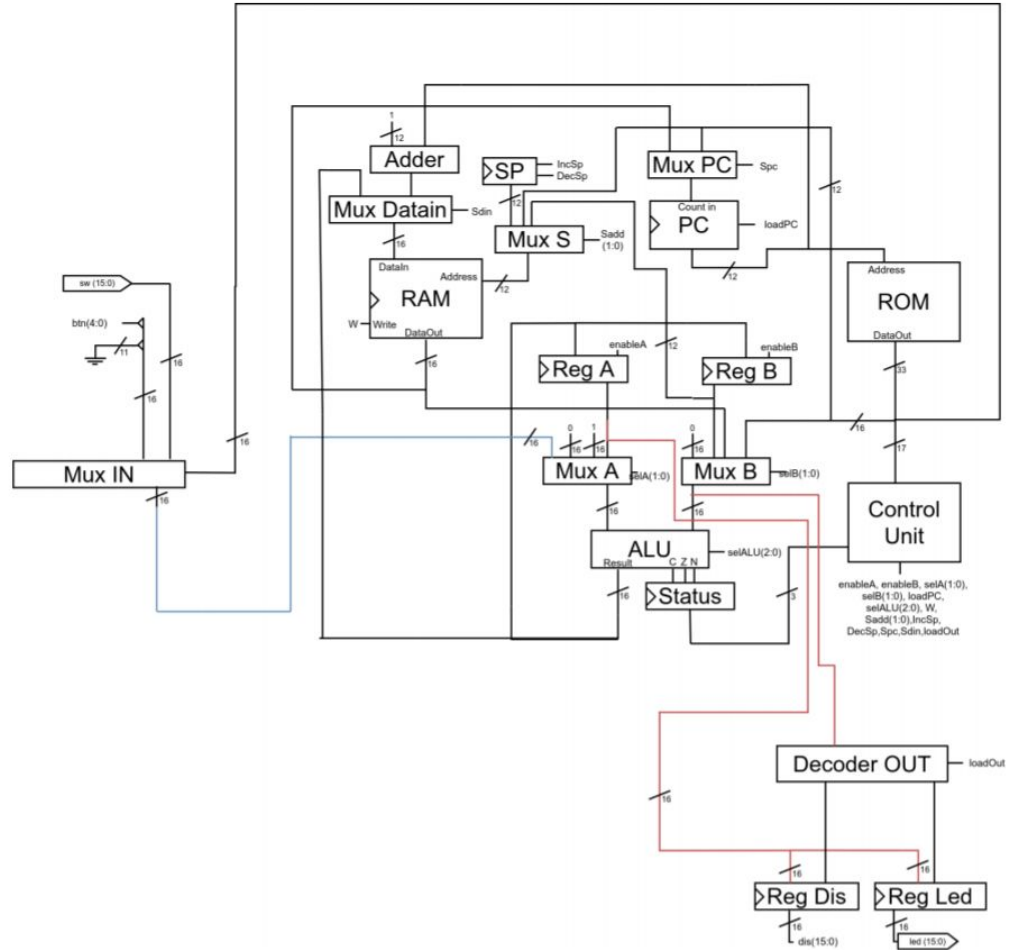 1
12
Adder
SP
IncSp
DecSp
12
Mux PC
Spc
12
Mux Datain
Sdin
16
Mux S
Sadd
(1:0)
Count in
PC
loadPC
12
DataIn
Address
12
RAM
W
Write
DataOut
16
Address
ROM
DataOut
33
sw (15:0)
btn(4:0)
11
16
16
16
enableA
Reg A
12
enableB
Reg B
16
17
Mux IN
16
16
0
16
1
16
Mux A
selA(1:0)
0
16
Mux B
selB(1:0)
16
16
Control
Unit
ALU
selALU(2:0)
Result
C Z N
16
Status
3
enableA, enableB, selA(1:0),
selB(1:0), loadPC,
selALU(2:0), W,
Sadd(1:0),IncSp,
DecSp,Spc,Sdin,loadOut
Decoder OUT
loadOut
16
16
16
Reg Dis
Reg Led
16
16
dis(15:0)
led (15:0)